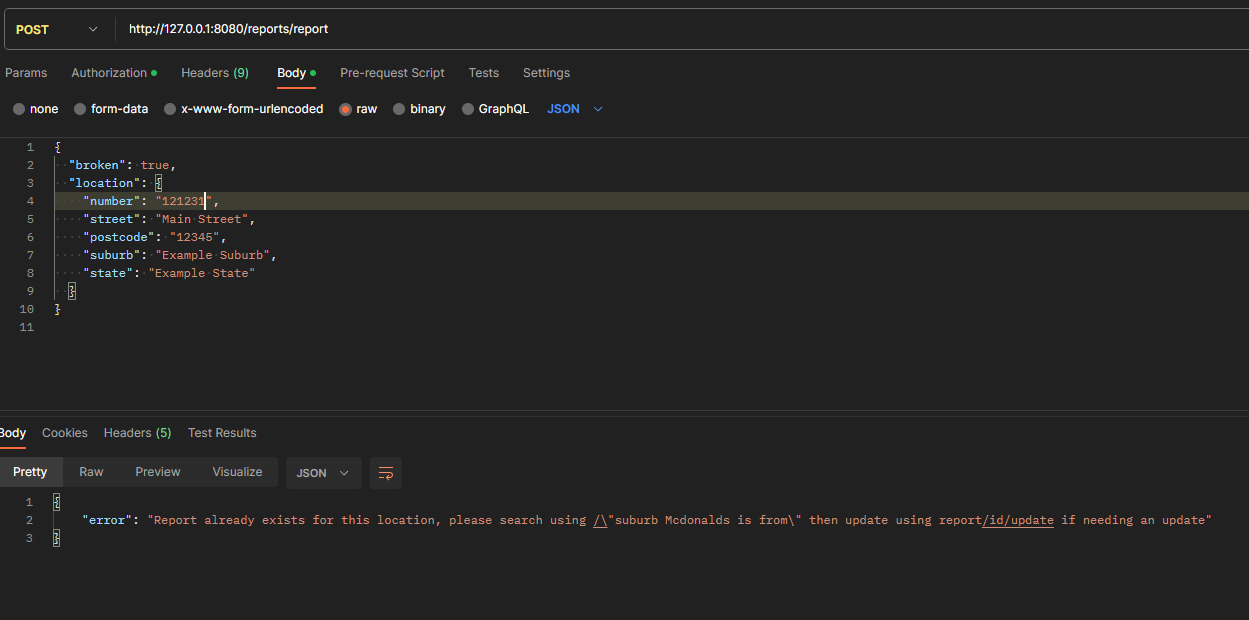 POST http://127.0.0.1:8080/reports/report
Params Authorization Headers (9) Body Pre-request Script Tests Settings
none form-data x-www-form-urlencoded raw binary GraphQL JSON
1 {
2 "broken": true,
3 "location": {
4 "number": "121231",
5 "street": "Main Street",
6 "postcode": "12345",
7 "suburb": "Example Suburb",
8 "state": "Example State"
9 }
10 }
11
Body Cookies Headers (5) Test Results
Pretty Raw Preview Visualize JSON
1 {
2 "error": "Report already exists for this location, please search using /\"suburb Mcdonalds is from\" then update using report/id/update if needing an update"
3 }